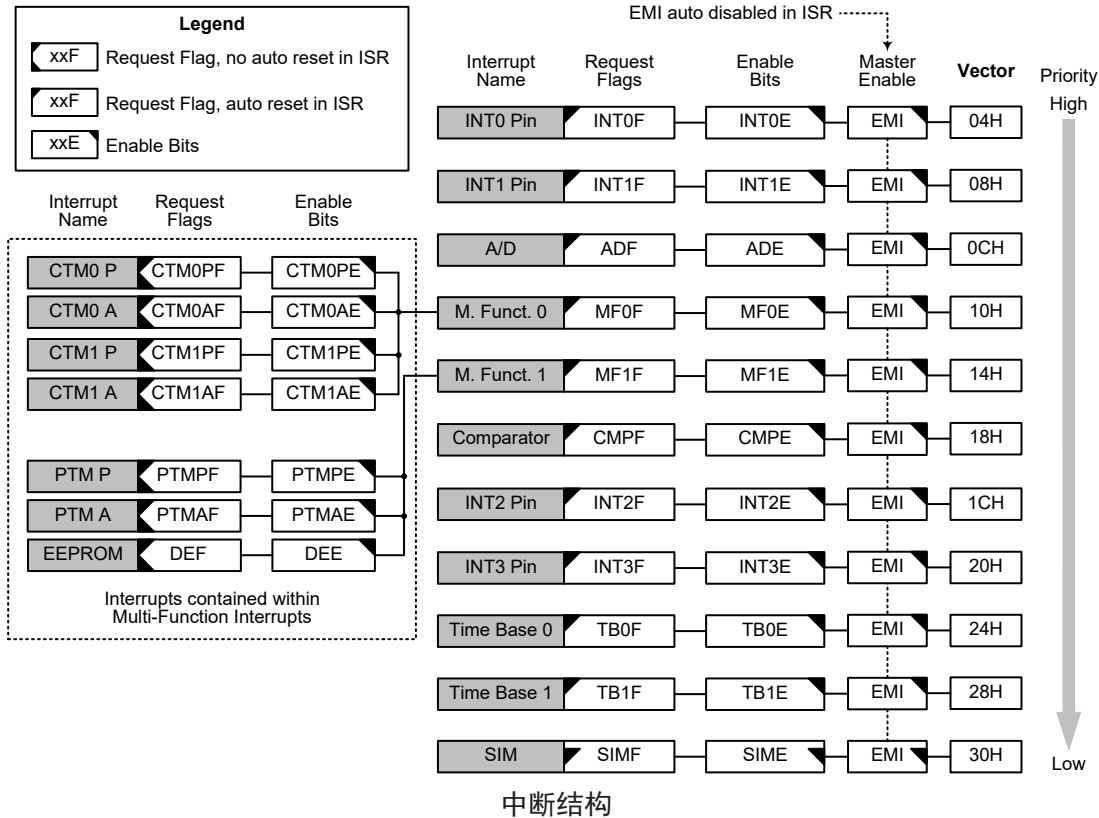 Legend
xxF Request Flag, no auto reset in ISR
xxF Request Flag, auto reset in ISR
xxE Enable Bits
EMI auto disabled in ISR
Interrupt Name
Request Flags
Enable Bits
Master Enable
Vector
Priority
High
INT0 Pin INT0F INT0E EMI 04H
INT1 Pin INT1F INT1E EMI 08H
A/D ADF ADE EMI 0CH
M. Funct. 0 MF0F MF0E EMI 10H
M. Funct. 1 MF1F MF1E EMI 14H
Comparator CMPF CMPE EMI 18H
INT2 Pin INT2F INT2E EMI 1CH
INT3 Pin INT3F INT3E EMI 20H
Time Base 0 TB0F TB0E EMI 24H
Time Base 1 TB1F TB1E EMI 28H
SIM SIMF SIME EMI 30H
Low
Interrupt Name
Request Flags
Enable Bits
CTM0 P CTM0PF CTM0PE
CTM0 A CTM0AF CTM0AE
CTM1 P CTM1PF CTM1PE
CTM1 A CTM1AF CTM1AE
PTM P PTMPF PTMPE
PTM A PTMAF PTMAE
EEPROM DEF DEE
Interrupts contained within
Multi-Function Interrupts
中断结构